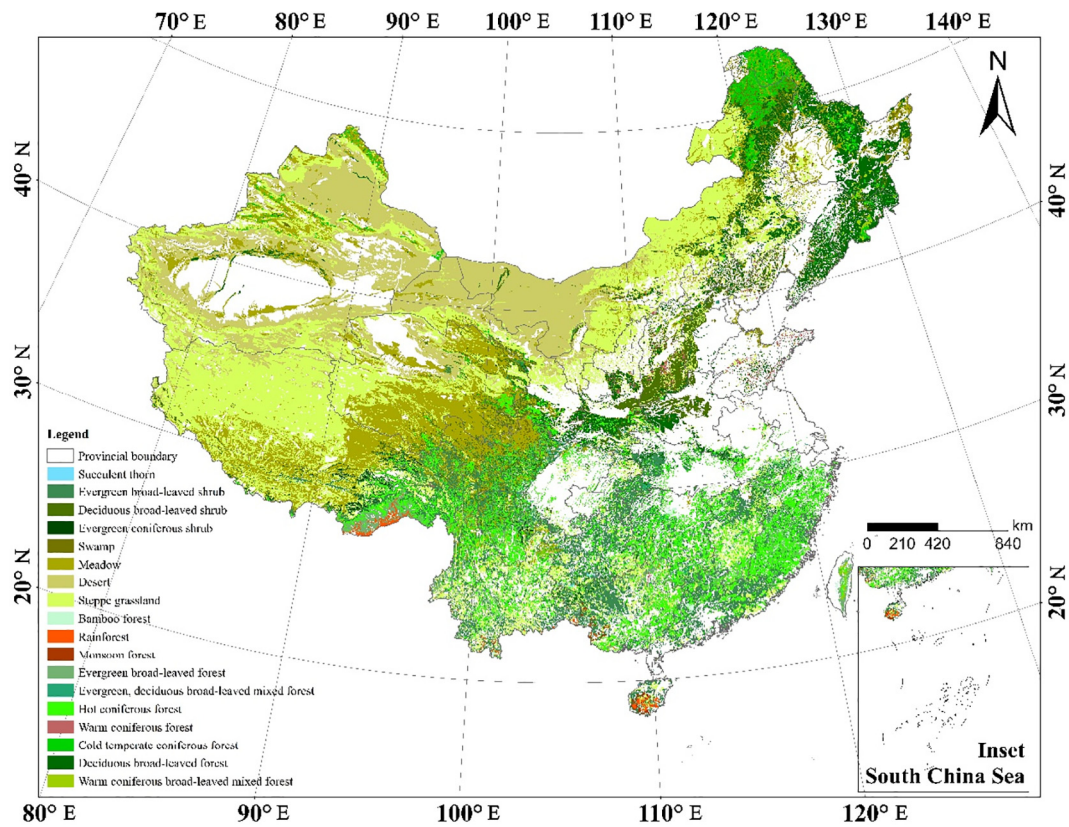 70° E 80° E 90° E 100° E 110° E 120° E 130° E 140° E
N
40° N
40° N
30° N
30° N
20° N
20° N
Legend
Provincial boundary
Succulent thorn
Evergreen broad-leaved shrub
Deciduous broad-leaved shrub
Evergreen coniferous shrub
Swamp
Meadow
Desert
Steppe grassland
Bamboo forest
Rainforest
Monsoon forest
Evergreen broad-leaved forest
Evergreen, deciduous broad-leaved mixed forest
Hot coniferous forest
Warm coniferous forest
Cold temperate coniferous forest
Deciduous broad-leaved forest
Warm coniferous broad-leaved mixed forest
km
0 210 420 840
Inset
South China Sea
80° E 90° E 100° E 110° E 120° E